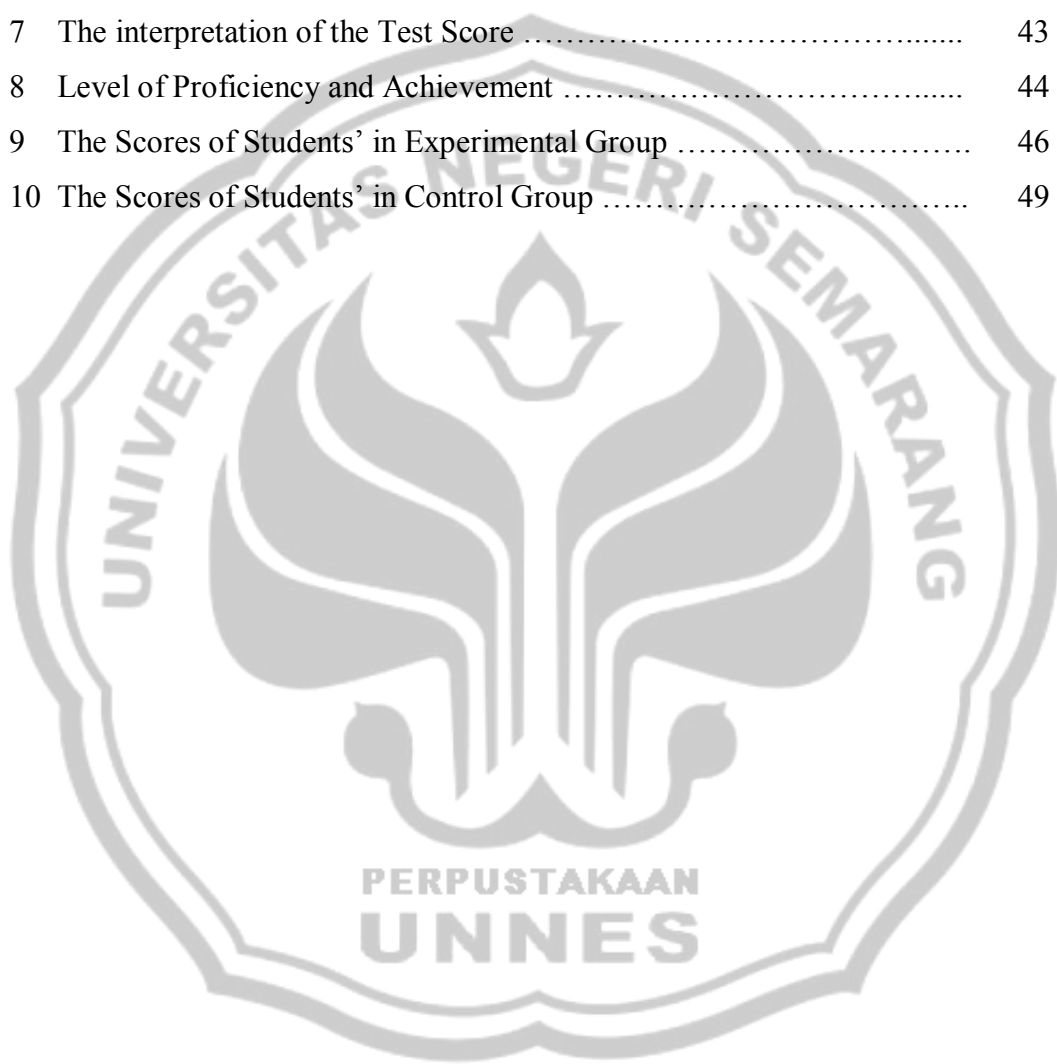 7 The interpretation of the Test Score ………………………………....... 43
8 Level of Proficiency and Achievement ……………………………...... 44
9 The Scores of Students’ in Experimental Group ………………………. 46
10 The Scores of Students’ in Control Group …………………………….. 49
UNIVERSITAS NEGERI SEMARANG
PERPUSTAKAAN
UNNES